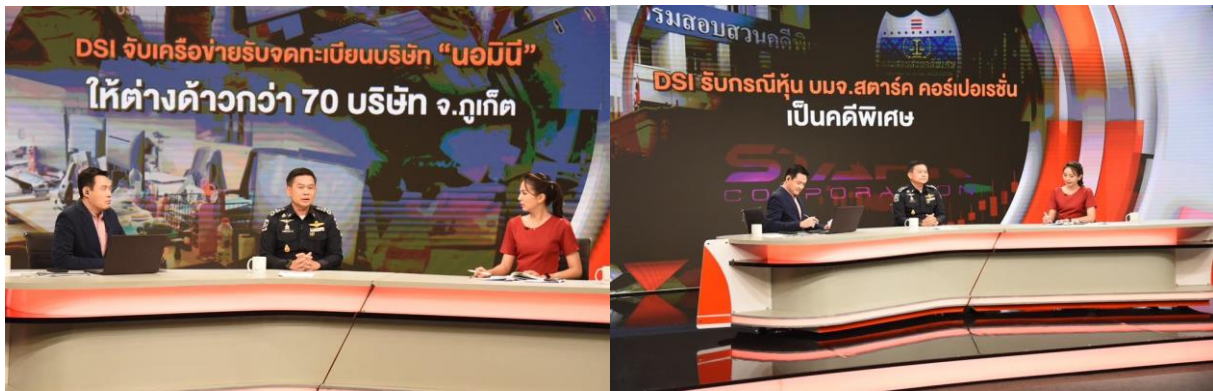 DSI จับเครือข่ายรับจดทะเบียนบริษัท “นอมินี”
ให้ต่างด้าวกว่า 70 บริษัท จ.ภูเก็ต
กรมสอบสวนคดีพิ
DSI รับกรณีหุ้น บมจ.สตาร์ค คอร์เปอเรชั่น
เป็นคดีพิเศษ
STARK
CORPORATION